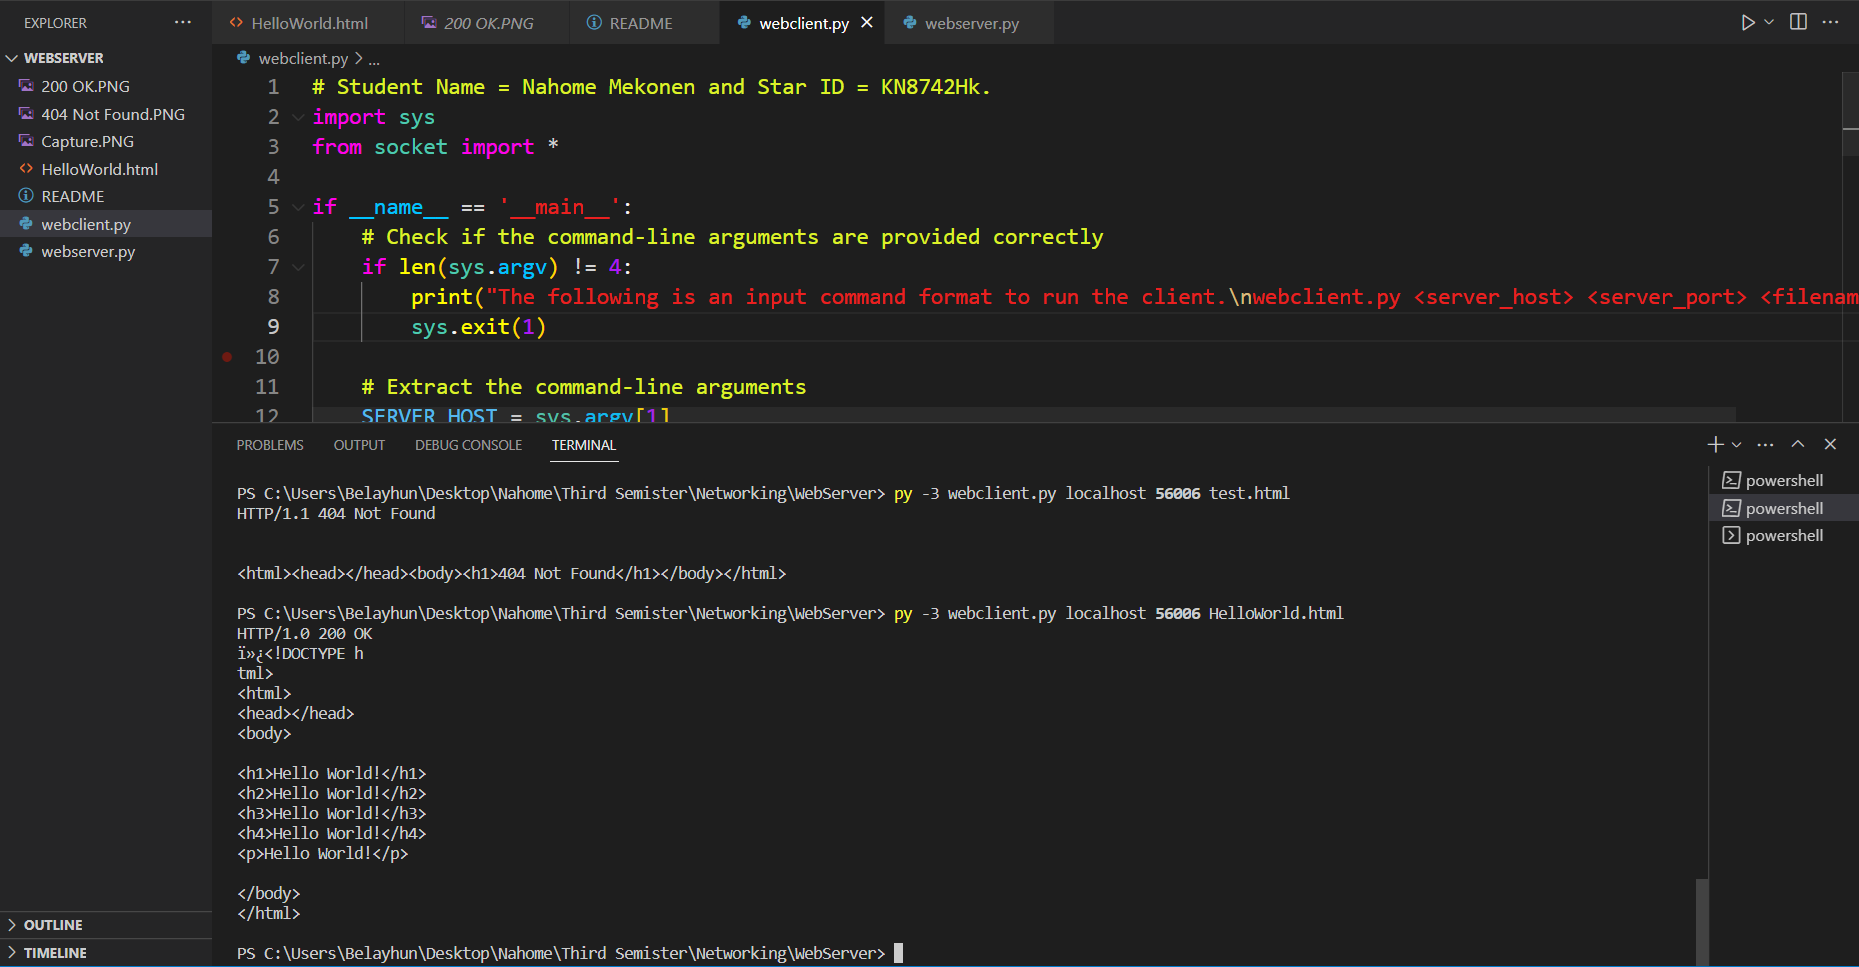 EXPLORER
WEBSERVER
200 OK.PNG
404 Not Found.PNG
Capture.PNG
HelloWorld.html
README
webclient.py
webserver.py
OUTLINE
TIMELINE
HelloWorld.html 200 OK.PNG README webclient.py webserver.py
webclient.py > ...
1 # Student Name = Nahome Mekonen and Star ID = KN8742Hk.
2 import sys
3 from socket import *
4
5 if __name__ == '__main__':
6 # Check if the command-line arguments are provided correctly
7 if len(sys.argv) != 4:
8 print("The following is an input command format to run the client.\nwebclient.py <server_host> <server_port> <filenam
9 sys.exit(1)
10
11 # Extract the command-line arguments
12 SERVER_HOST = sys.argv[1]
PROBLEMS OUTPUT DEBUG CONSOLE TERMINAL
PS C:\Users\Belayhun\Desktop\Nahome\Third Semister\Networking\WebServer> py -3 webclient.py localhost 56006 test.html
HTTP/1.1 404 Not Found
<html><head></head><body><h1>404 Not Found</h1></body></html>
PS C:\Users\Belayhun\Desktop\Nahome\Third Semister\Networking\WebServer> py -3 webclient.py localhost 56006 HelloWorld.html
HTTP/1.0 200 OK
ï»¿<!DOCTYPE h
tml>
<html>
<head></head>
<body>
<h1>Hello World!</h1>
<h2>Hello World!</h2>
<h3>Hello World!</h3>
<h4>Hello World!</h4>
<p>Hello World!</p>
</body>
</html>
PS C:\Users\Belayhun\Desktop\Nahome\Third Semister\Networking\WebServer>
powershell
powershell
powershell